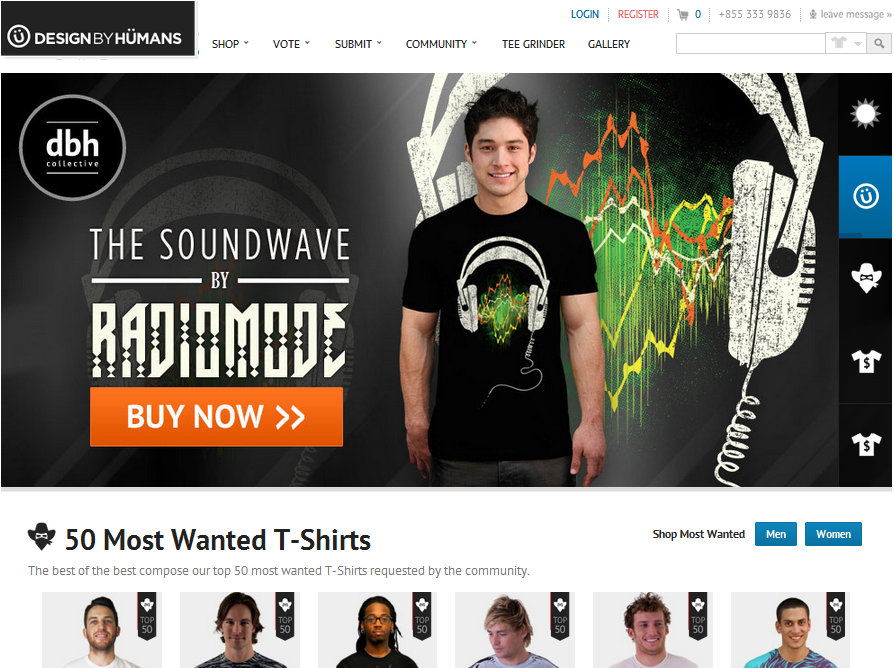 LOGIN REGISTER 0 +855 333 9836 leave message »
DESIGN BY HÜMANS
SHOP VOTE SUBMIT COMMUNITY TEE GRINDER GALLERY
dbh
collective
THE SOUNDWAVE
BY
RADIOMODE
BUY NOW >>
$
$
50 Most Wanted T-Shirts
Shop Most Wanted Men Women
The best of the best compose our top 50 most wanted T-Shirts requested by the community.
TOP 50
TOP 50
TOP 50
TOP 50
TOP 50
TOP 50